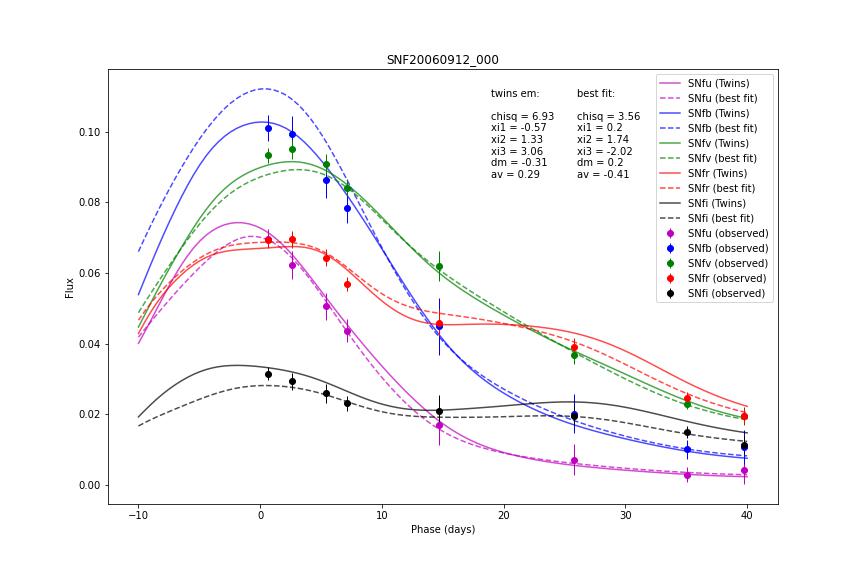 SNF20060912_000
twins em: best fit:
chisq = 6.93 chisq = 3.56
xi1 = -0.57 xi1 = 0.2
xi2 = 1.33 xi2 = 1.74
xi3 = 3.06 xi3 = -2.02
dm = -0.31 dm = 0.2
av = 0.29 av = -0.41
SNfu (Twins)
SNfu (best fit)
SNfb (Twins)
SNfb (best fit)
SNfv (Twins)
SNfv (best fit)
SNfr (Twins)
SNfr (best fit)
SNfi (Twins)
SNfi (best fit)
SNfu (observed)
SNfb (observed)
SNfv (observed)
SNfr (observed)
SNfi (observed)
Flux
0.10
0.08
0.06
0.04
0.02
0.00
−10 0 10 20 30 40
Phase (days)